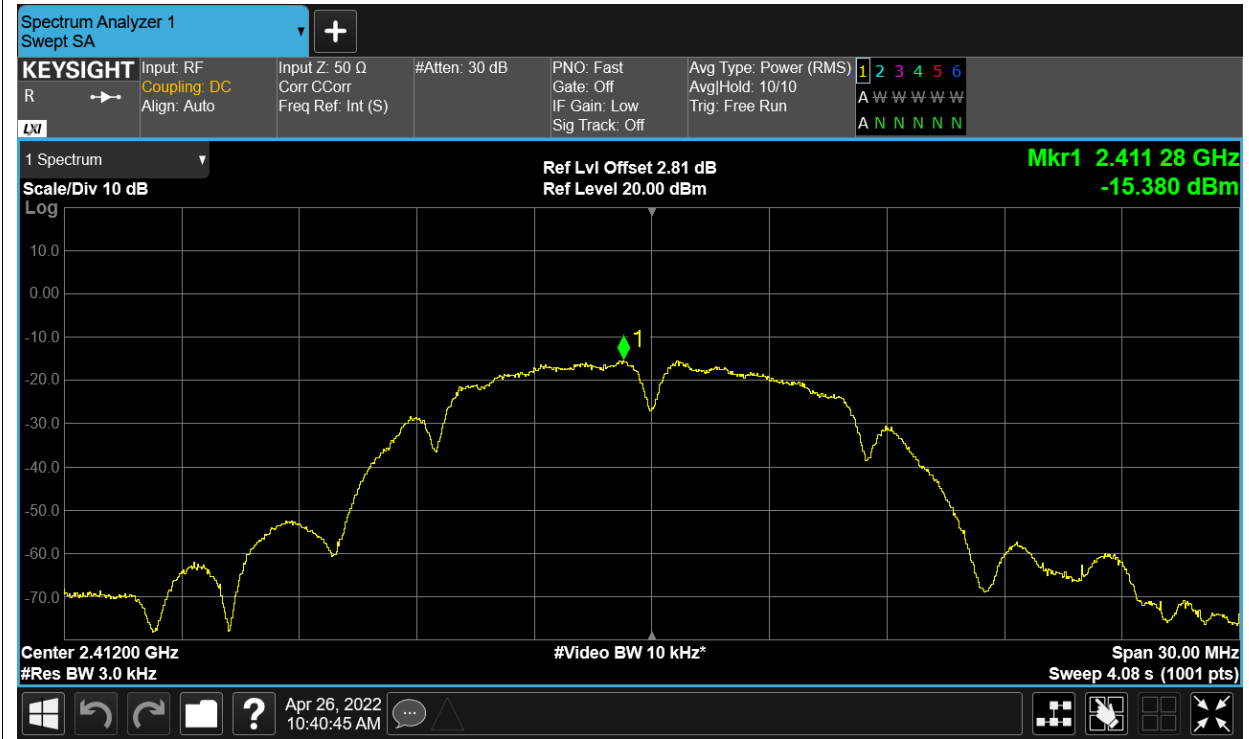 Spectrum Analyzer 1
Swept SA
+
KEYSIGHT
R
LXI
Input: RF
Coupling: DC
Align: Auto
Input Z: 50 Ω
Corr CCorr
Freq Ref: Int (S)
#Atten: 30 dB
PNO: Fast
Gate: Off
IF Gain: Low
Sig Track: Off
Avg Type: Power (RMS)
Avg|Hold: 10/10
Trig: Free Run
1 2 3 4 5 6
A W W W W W
A N N N N N
1 Spectrum
Scale/Div 10 dB
Log
Ref Lvl Offset 2.81 dB
Ref Level 20.00 dBm
Mkr1 2.411 28 GHz
-15.380 dBm
10.0
0.00
-10.0
-20.0
-30.0
-40.0
-50.0
-60.0
-70.0
1
Center 2.41200 GHz
#Res BW 3.0 kHz
#Video BW 10 kHz*
Span 30.00 MHz
Sweep 4.08 s (1001 pts)
?
Apr 26, 2022
10:40:45 AM